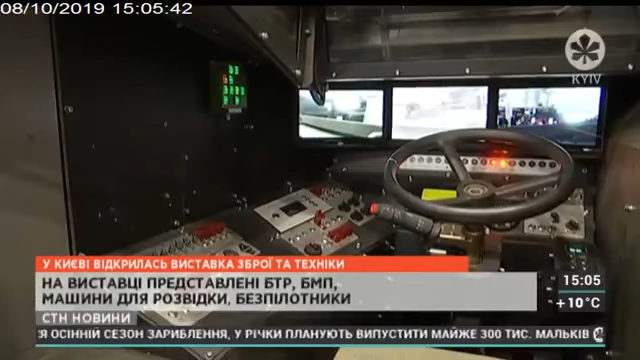 08/10/2019 15:05:42
KYIV
У КИЄВІ ВІДКРИЛАСЬ ВИСТАВКА ЗБРОЇ ТА ТЕХНІКИ
НА ВИСТАВЦІ ПРЕДСТАВЛЕНІ БТР, БМП,
МАШИНИ ДЛЯ РОЗВІДКИ, БЕЗПІЛОТНИКИ
15:05
+10°C
СТН НОВИНИ
СЯ ОСІННІЙ СЕЗОН ЗАРИБЛЕННЯ, У РІЧКИ ПЛАНУЮТЬ ВИПУСТИТИ МАЙЖЕ 300 ТИС. МАЛЬКІВ